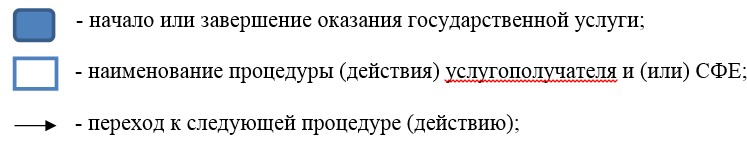 - начало или завершение оказания государственной услуги;
- наименование процедуры (действия) услугополучателя и (или) СФЕ;
- переход к следующей процедуре (действию);